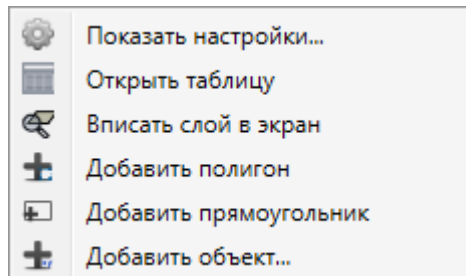 Показать настройки...
Открыть таблицу
Вписать слой в экран
Добавить полигон
Добавить прямоугольник
Добавить объект...